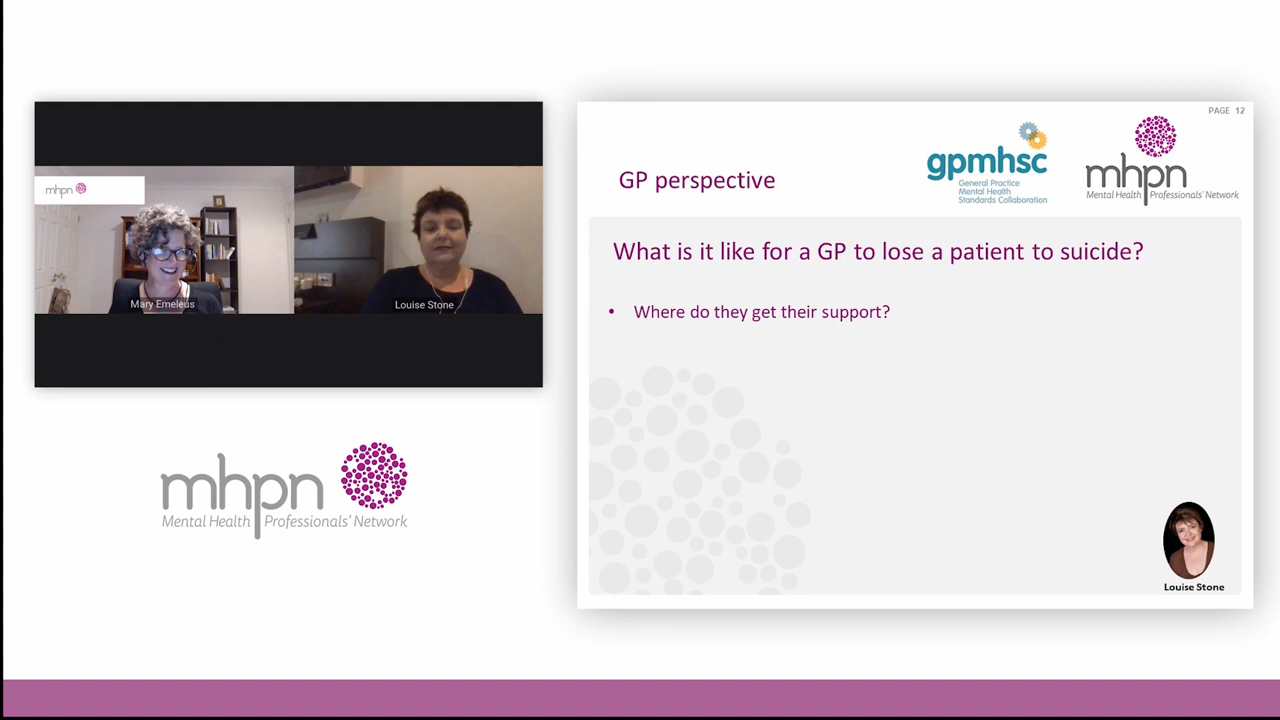 mhpn
Mary Emeleus
Louise Stone
mhpn
Mental Health Professionals' Network
PAGE 12
gpmhsc
General Practice
Mental Health
Standards Collaboration
mhpn
Mental Health Professionals' Network
GP perspective
What is it like for a GP to lose a patient to suicide?
• Where do they get their support?
Louise Stone